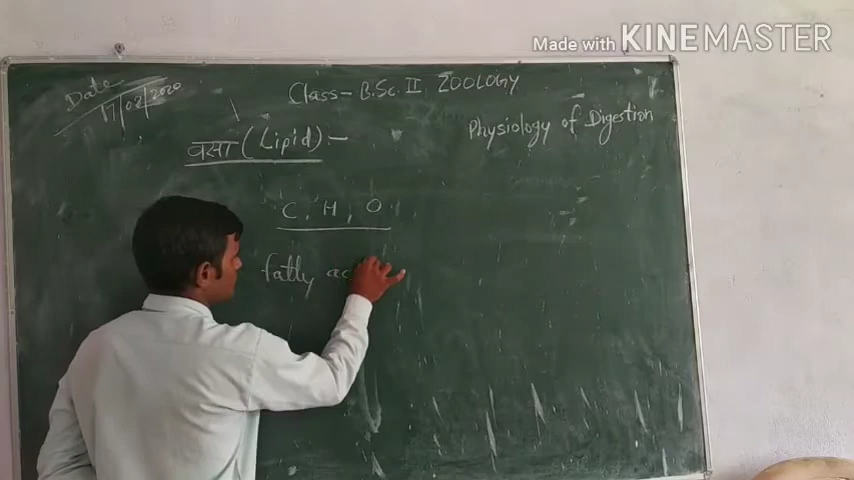 Made with KINEMASTER
Date
17/02/2020
Class - B.Sc. II, ZOOLOGY
Physiology of Digestion
वसा (Lipid) :-
C, H, O
fatty ac